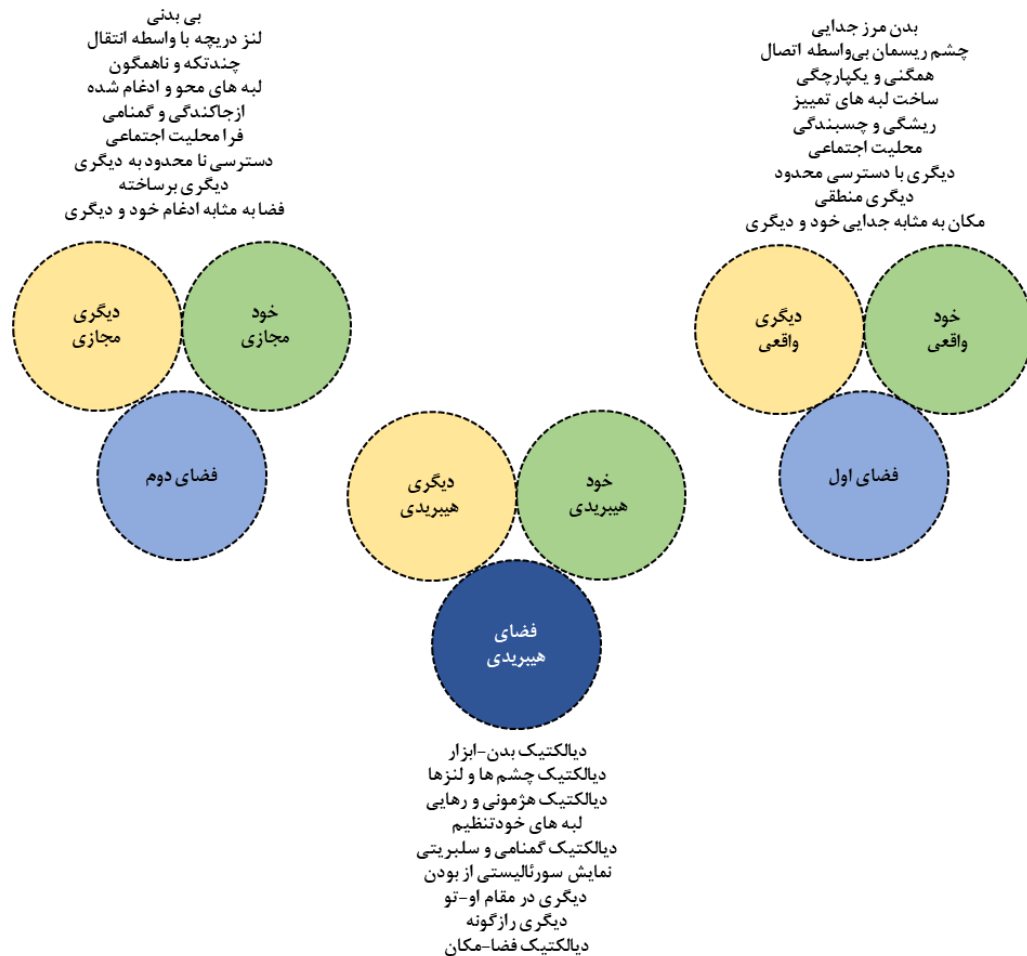 بدن مرز جدایی
چشم ریسمان بی‌واسطه اتصال
همگنی و یکپارچگی
ساخت لبه های تمییز
ریشگی و چسبندگی
محلیت اجتماعی
دیگری با دسترسی محدود
دیگری منطقی
مکان به مثابه جدایی خود و دیگری
خود
واقعی
دیگری
واقعی
فضای اول
بی بدنی
لنز دریچه با واسطه انتقال
چندتکه و ناهمگون
لبه های محو و ادغام شده
ازجاکندگی و گمنامی
فرا محلیت اجتماعی
دسترسی نا محدود به دیگری
دیگری برساخته
فضا به مثابه ادغام خود و دیگری
خود
مجازی
دیگری
مجازی
فضای دوم
خود
هیبریدی
دیگری
هیبریدی
فضای
هیبریدی
دیالکتیک بدن-ابزار
دیالکتیک چشم ها و لنزها
دیالکتیک هژمونی و رهایی
لبه های خودتنظیم
دیالکتیک گمنامی و سلبریتی
نمایش سورئالیستی از بودن
دیگری در مقام او-تو
دیگری رازگونه
دیالکتیک فضا-مکان